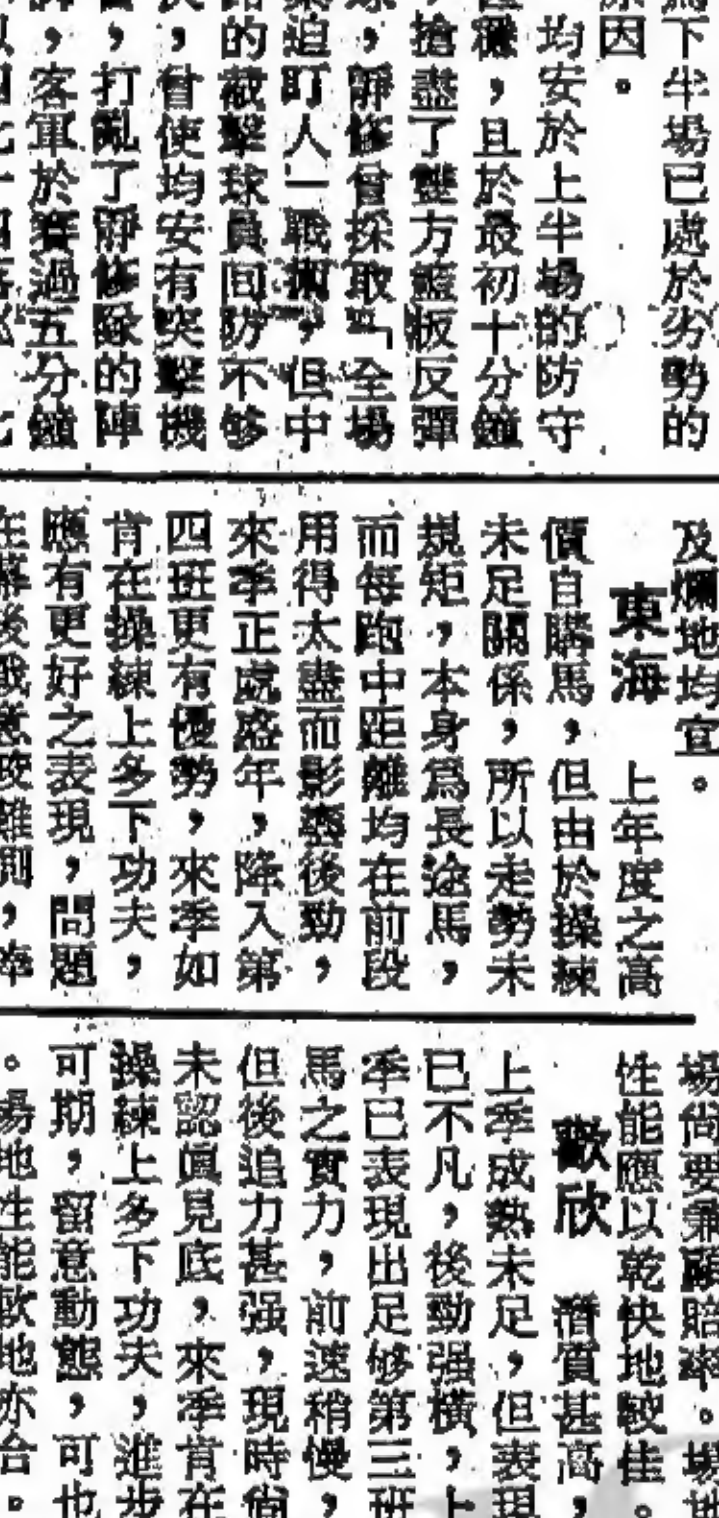 為下半場已處於劣勢的
原因。
均安於上半場的防守
穩,且於最初十分鐘
,搶盡了雙方籃板反彈
球,靜修曾採取「全場
緊迫盯人」戰術,但中
路的截擊球員回防不够
快,曾使均安有突擊機
會,打亂了靜修隊的陣
腳,客軍於賽過五分鐘
及爛地均宜。
東海 上年度之高
價自購馬,但由於操練
未足關係,所以走勢未
規矩,本身為長途馬,
而每跑中距離均在前段
用得太盡而影響後勁,
來季正處路年,降入第
四班更有優勢,來季如
肯在操練上多下功夫,
應有更好之表現,問題
場尚要兼顧賠率。場地
性能應以乾快地較佳。
歡欣 潛質甚高,
上季成熟未足,但表現
已不凡,後勁强橫,上
季已表現出足够第三班
馬之實力,前速稍慢,
但後追力甚强,現時尚
未認真見底,來季肯在
操練上多下功夫,進步
可期,留意動態,可也
。場地性能軟地亦合。